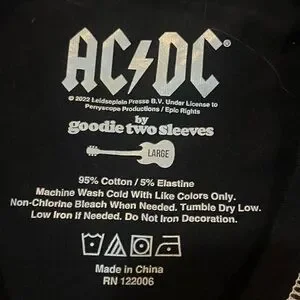 AC⚡DC®
© 2022 Leidseplein Presse B.V. Under License to
Perryscope Productions / Epic Rights
by
goodie two sleeves
LARGE
95% Cotton / 5% Elastine
Machine Wash Cold With Like Colors Only.
Non-Chlorine Bleach When Needed. Tumble Dry Low.
Low Iron if Needed. Do Not Iron Decoration.
Made in China
RN 122006